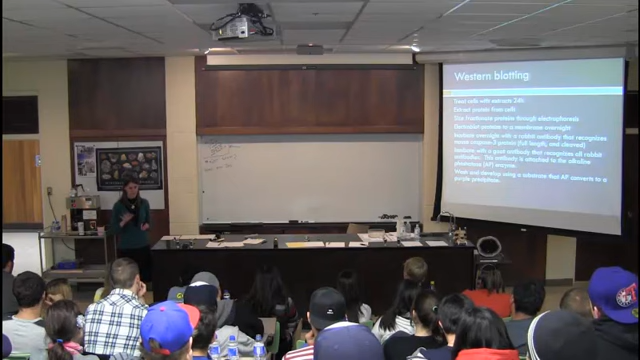 Western blotting
Treat cells with extracts 24h
Extract protein from cells
Size fractionate proteins through electrophoresis
Electroblot proteins to a membrane overnight
Incubate overnight with a rabbit antibody that recognizes
mouse caspase 3 protein (full length, and cleaved)
Incubate with a goat antibody that recognizes all rabbit
antibodies. This antibody is attached to the alkaline
phosphatase (AP) enzyme.
Wash and develop using a substrate that AP converts to a
purple precipitate.